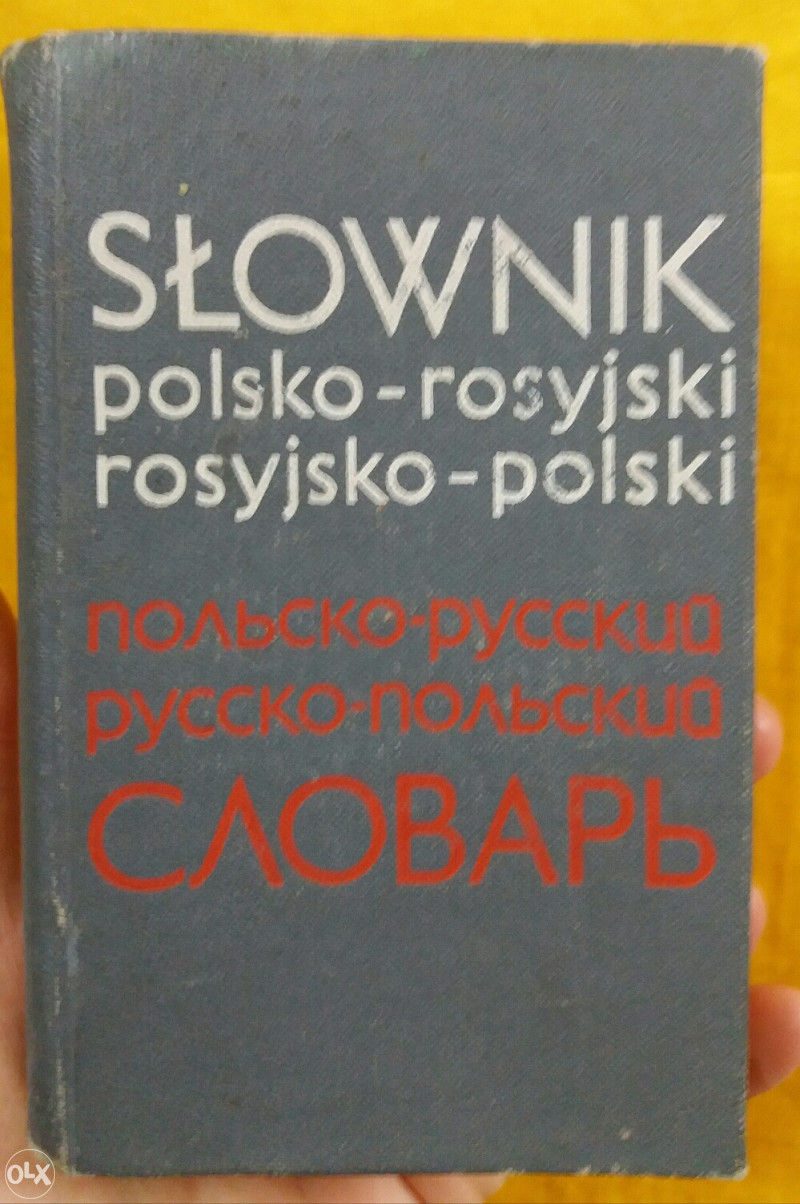 SŁOWNIK
polsko-rosyjski
rosyjsko-polski
польско-русский
русско-польский
СЛОВАРЬ
OLX